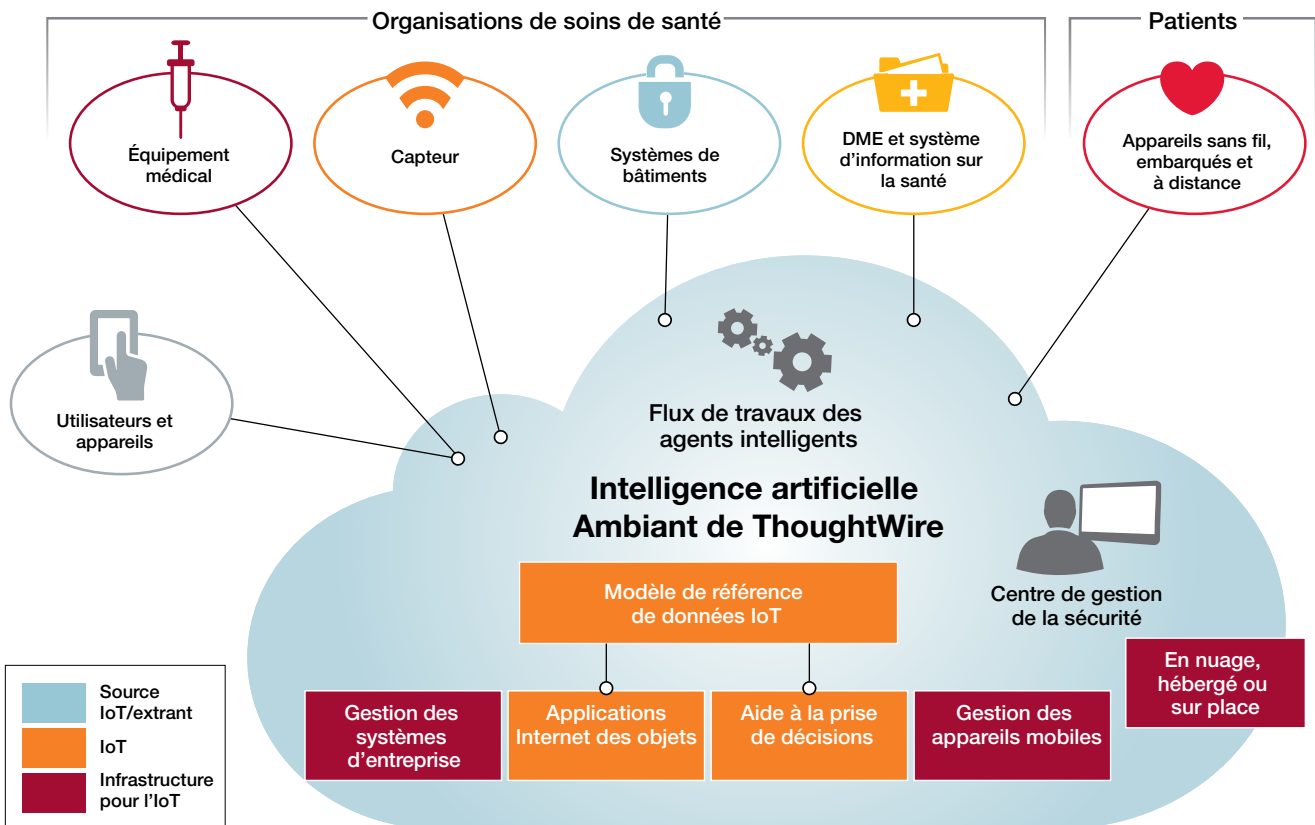 Organisations de soins de santé
Patients
Équipement
médical
Capteur
Systèmes de
bâtiments
DME et système
d'information sur
la santé
Appareils sans fil,
embarqués et
à distance
Utilisateurs et
appareils
Flux de travaux des
agents intelligents
Intelligence artificielle
Ambiant de ThoughtWire
Centre de gestion
de la sécurité
Modèle de référence
de données IoT
En nuage,
hébergé ou
sur place
Gestion des
systèmes
d'entreprise
Applications
Internet des objets
Aide à la prise
de décisions
Gestion des
appareils mobiles
Source
IoT/extrant
IoT
Infrastructure
pour l'IoT